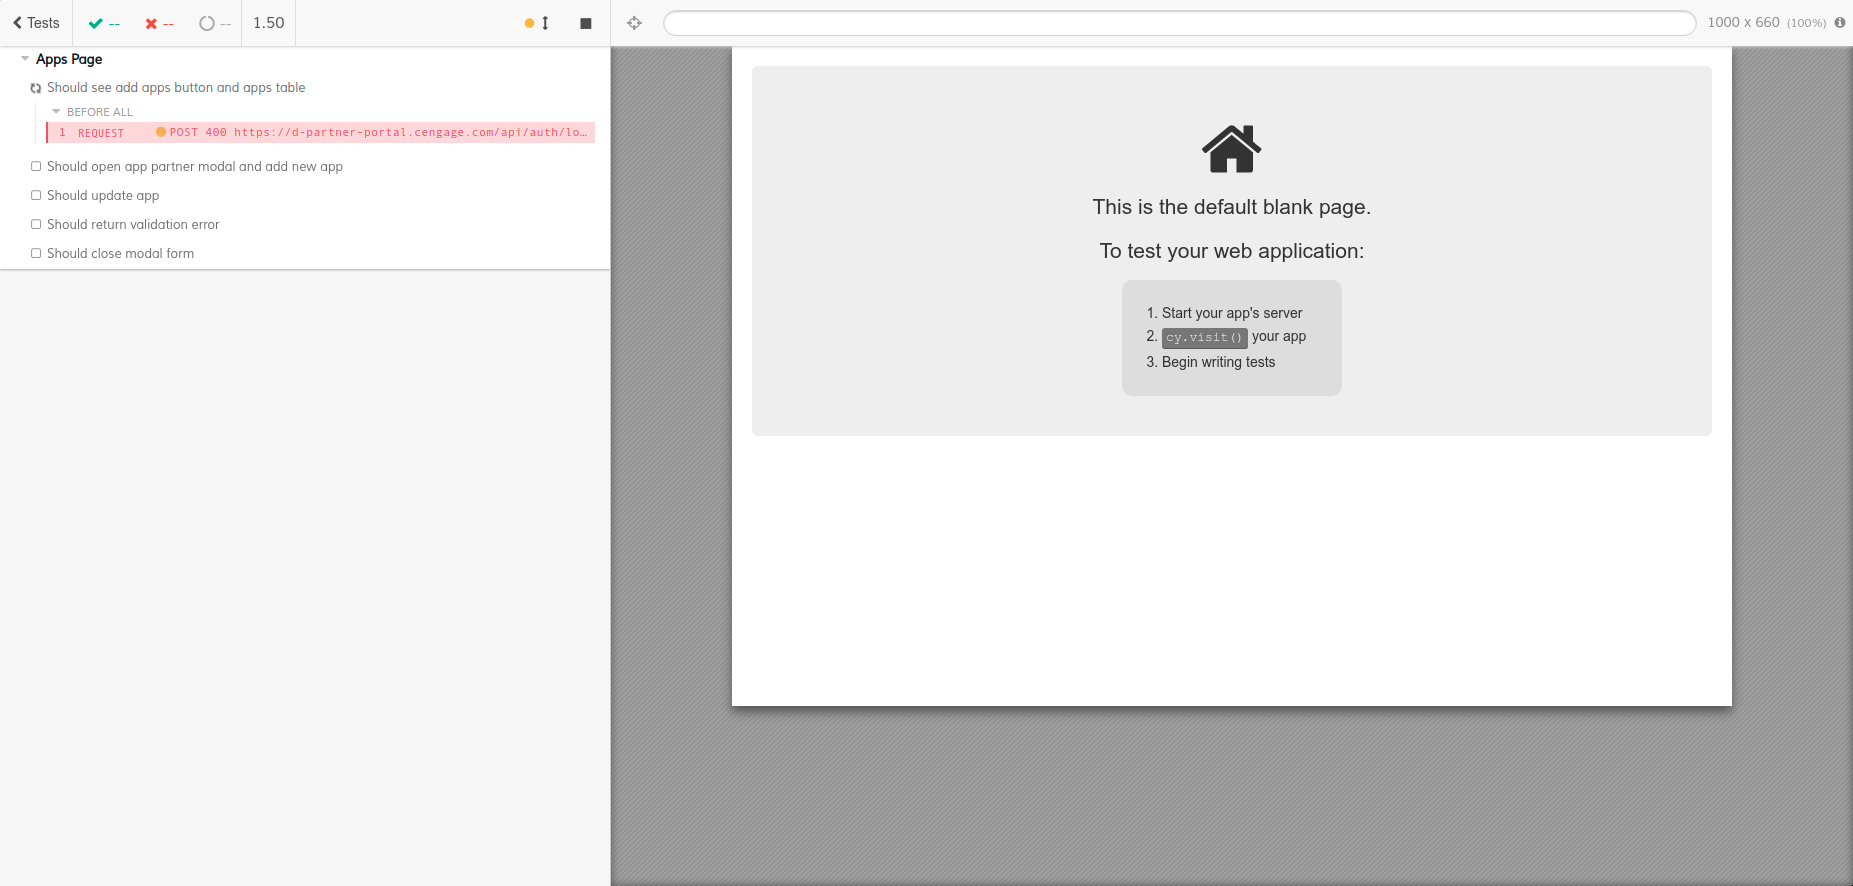 Tests -- -- -- 1.50 1000 x 660 (100%)
Apps Page
Should see add apps button and apps table
BEFORE ALL
1 REQUEST POST 400 https://d-partner-portal.cengage.com/api/auth/lo…
Should open app partner modal and add new app
Should update app
Should return validation error
Should close modal form
This is the default blank page.
To test your web application:
1. Start your app's server
2. cy.visit() your app
3. Begin writing tests